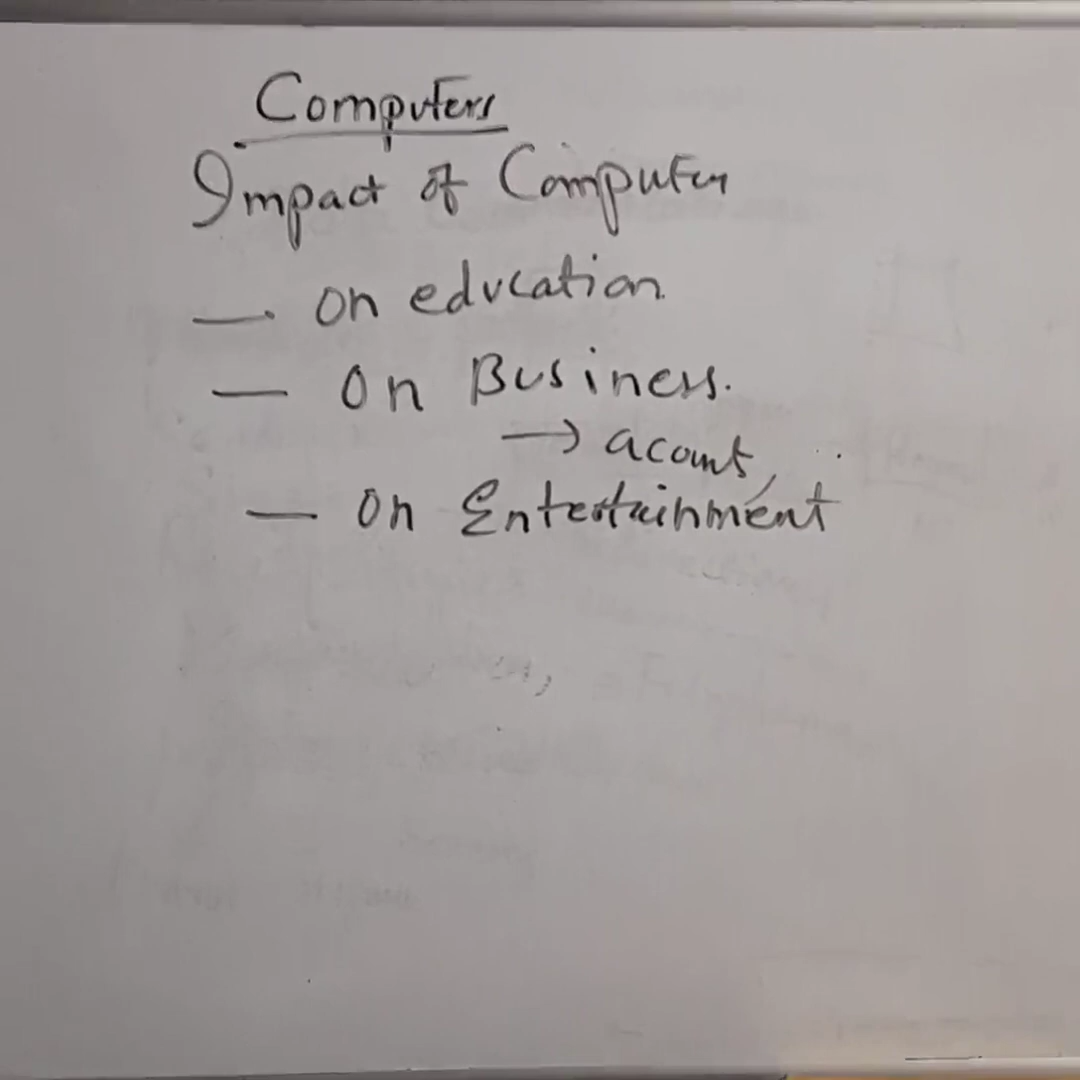 Computers
Impact of Computer
— on education.
— On Business.
→ acount,
— on Entertainment